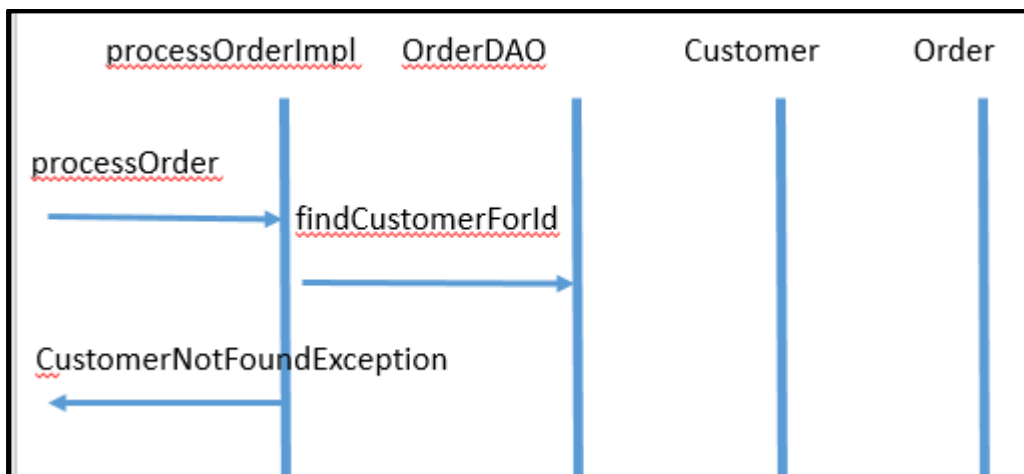 processOrderImpl OrderDAO Customer Order
processOrder
findCustomerForId
CustomerNotFoundException